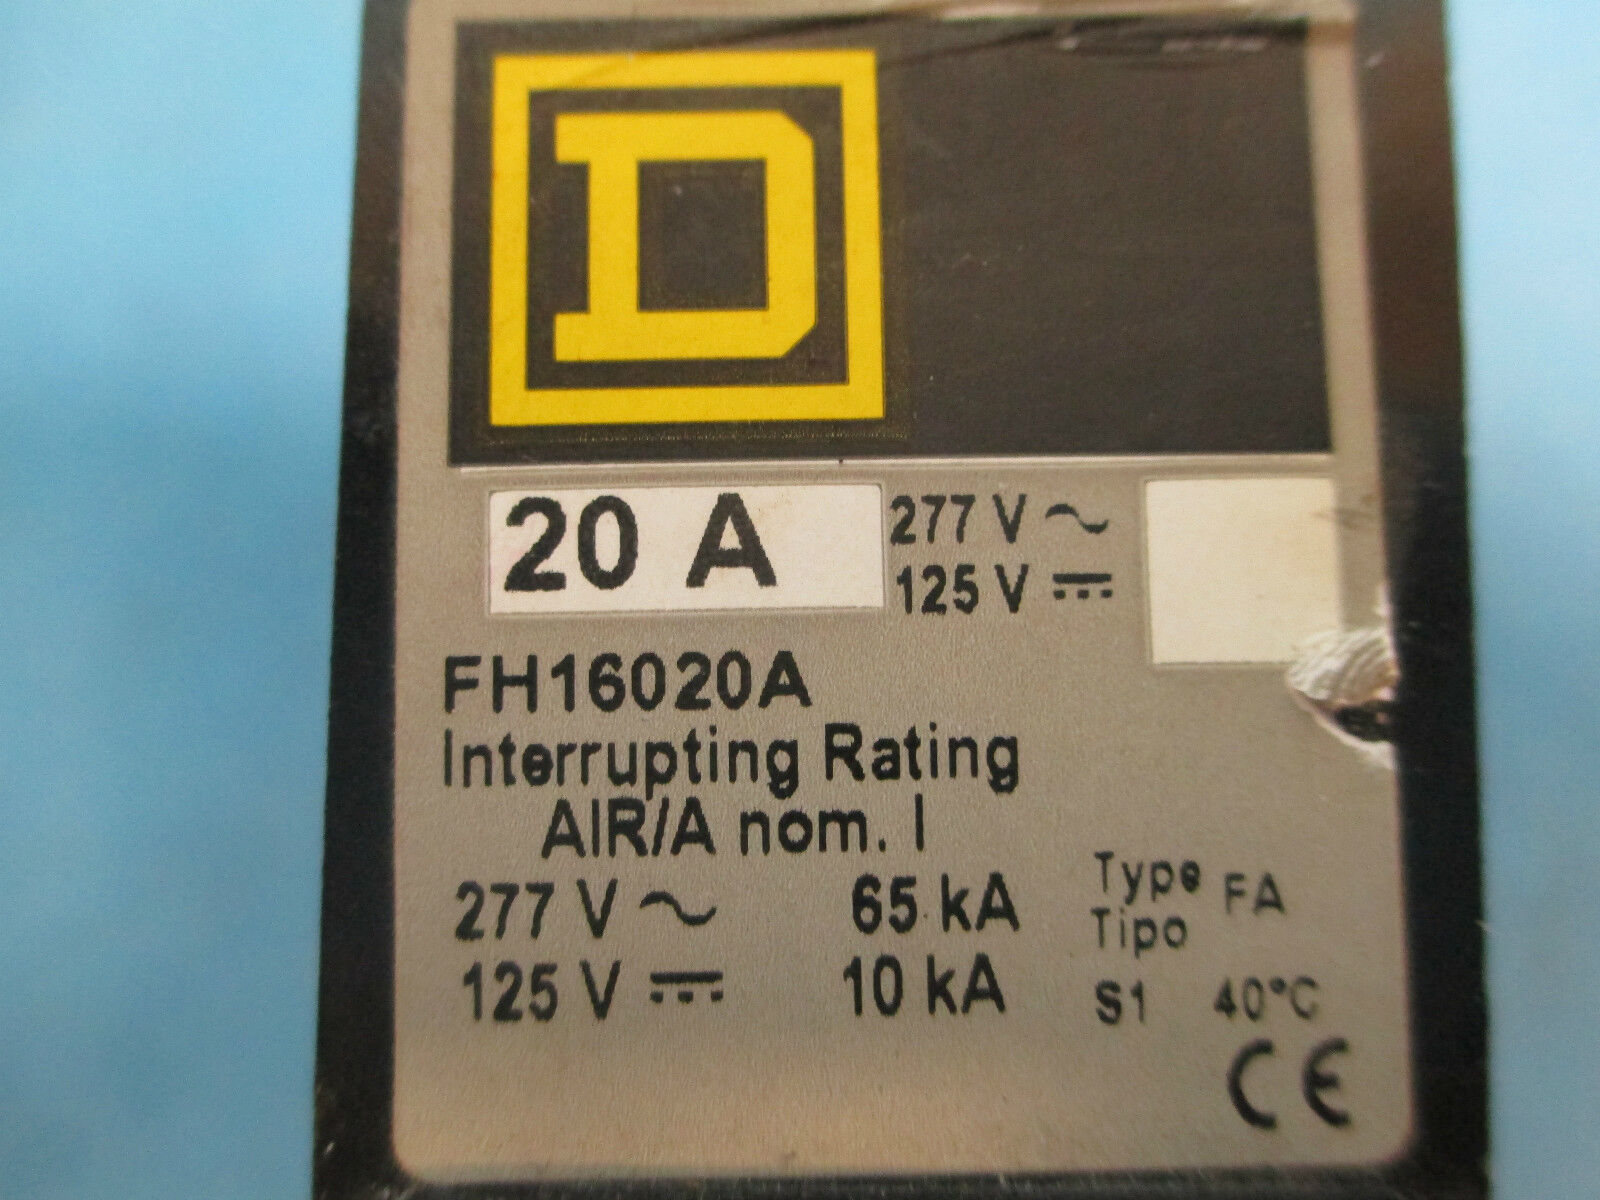 D
20 A 277 V ~
125 V ⎓
FH16020A
Interrupting Rating
AIR/A nom. I
277 V ~ 65 kA
125 V ⎓ 10 kA
Type FA
Tipo
S1 40°C
CE